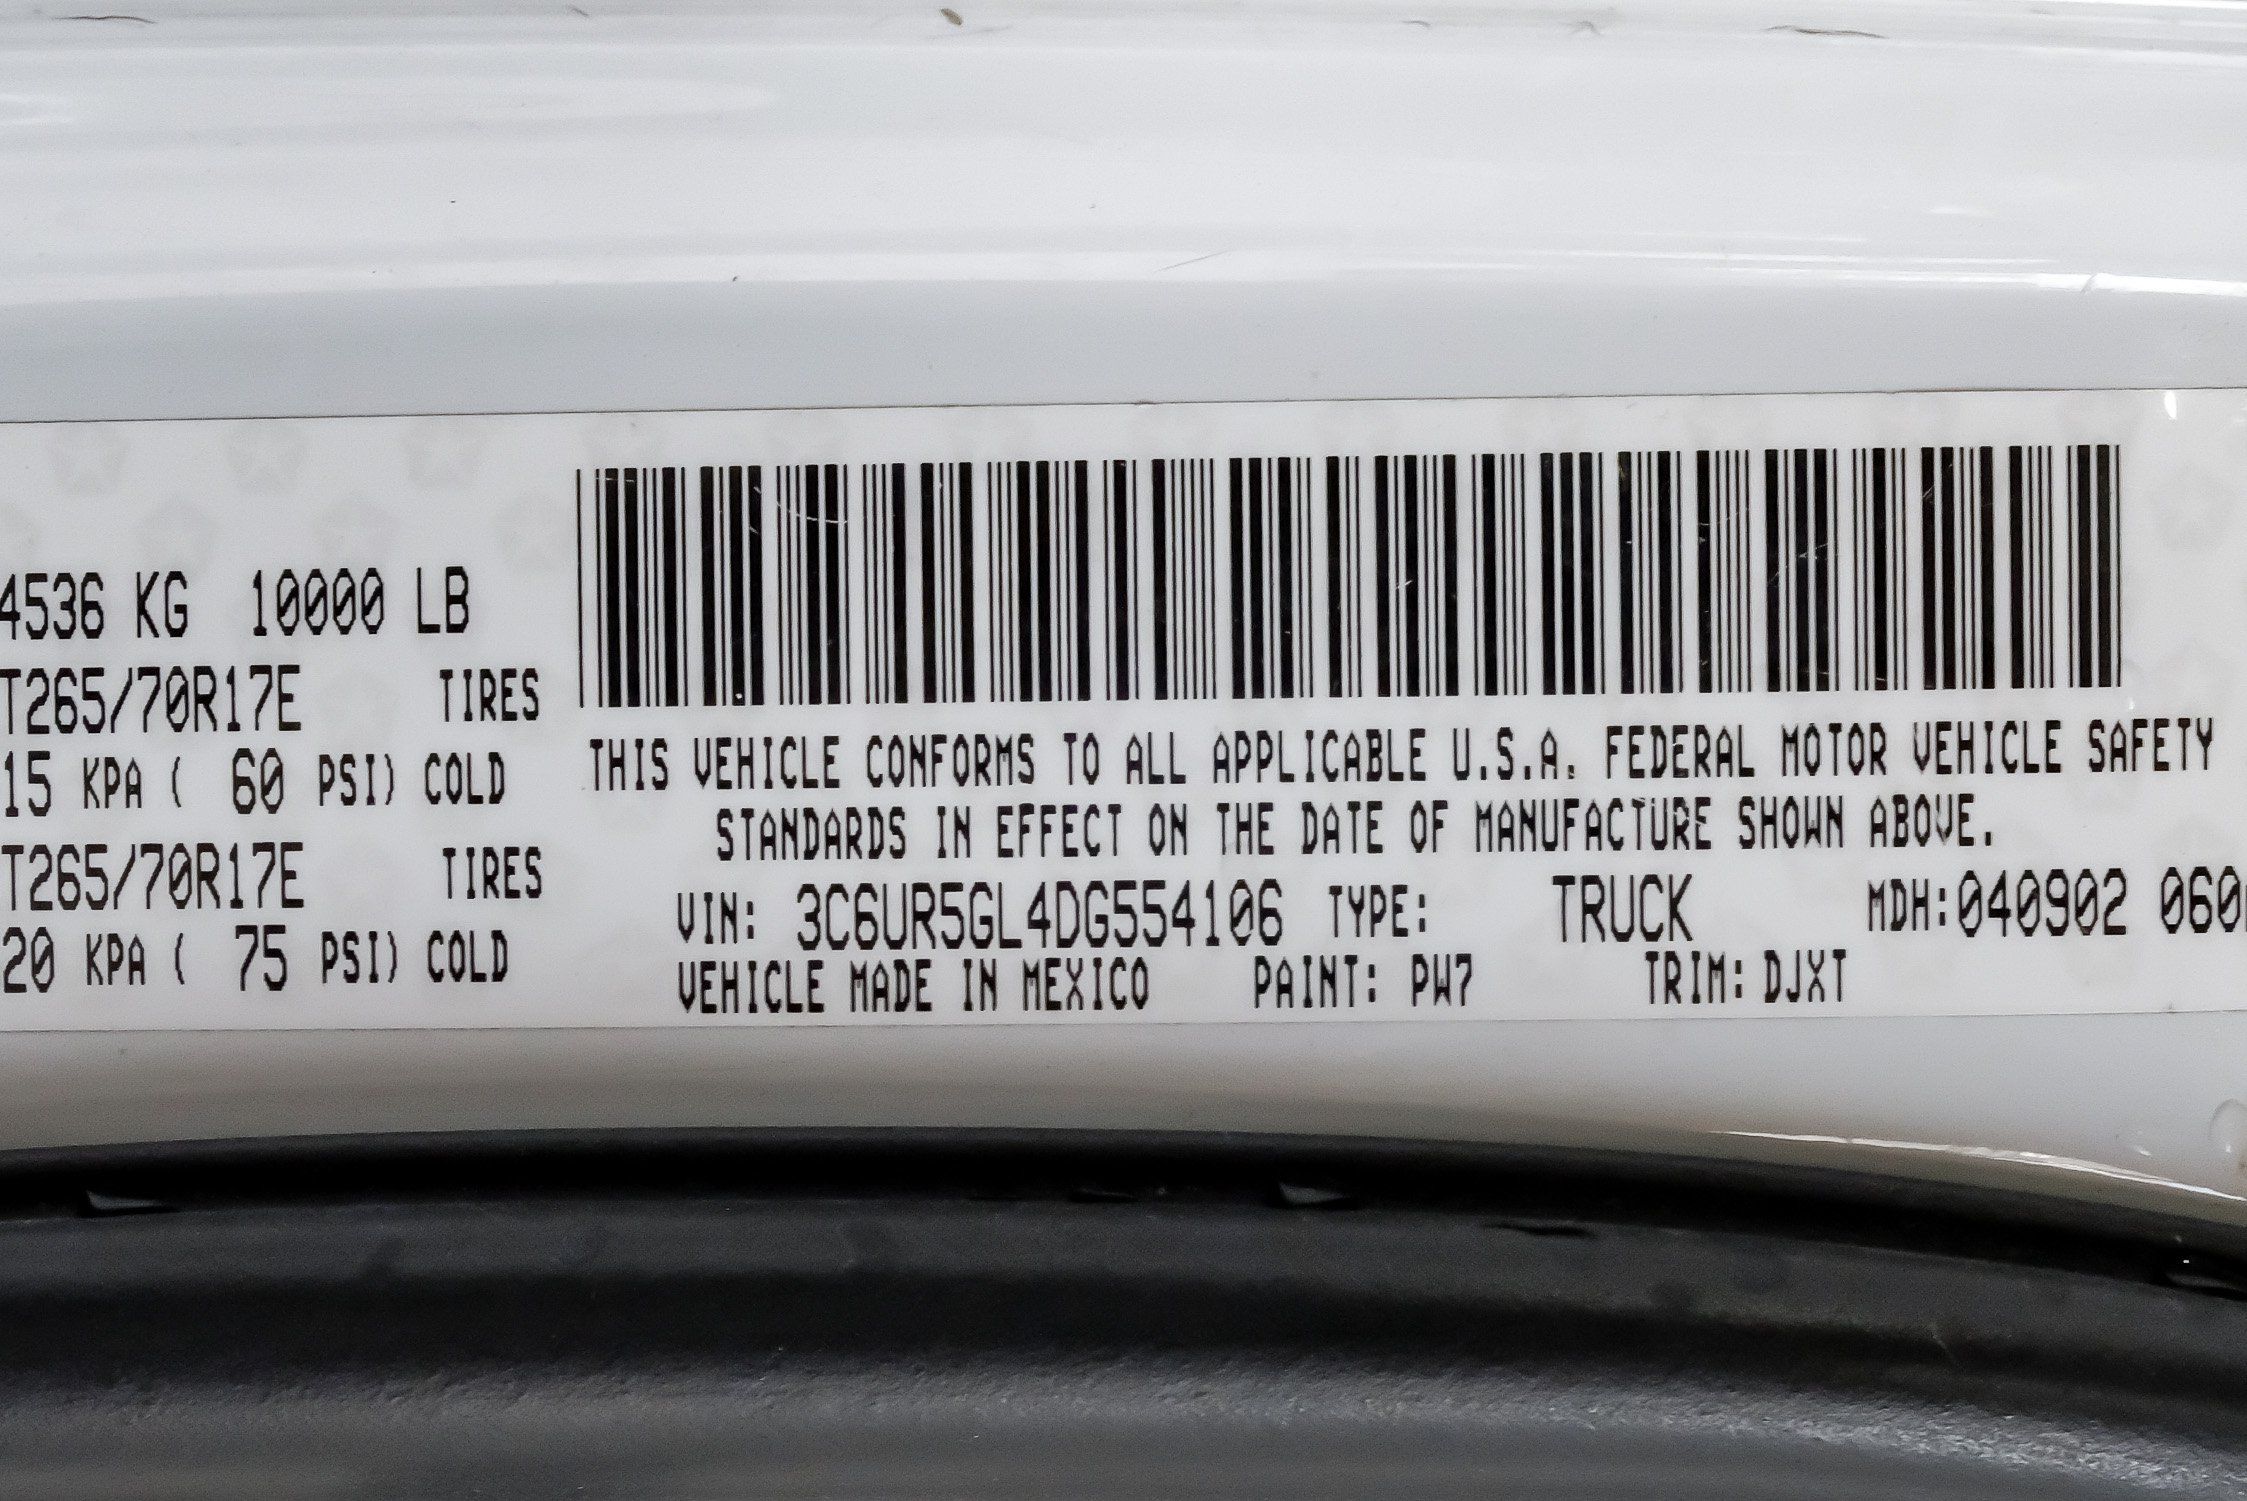 4536 KG 10000 LB
T265/70R17E TIRES
15 KPA ( 60 PSI) COLD
T265/70R17E TIRES
20 KPA ( 75 PSI) COLD
THIS VEHICLE CONFORMS TO ALL APPLICABLE U.S.A. FEDERAL MOTOR VEHICLE SAFETY
STANDARDS IN EFFECT ON THE DATE OF MANUFACTURE SHOWN ABOVE.
VIN: 3C6UR5GL4DG554106 TYPE: TRUCK MDH:040902 060
VEHICLE MADE IN MEXICO PAINT: PW7 TRIM: DJXT